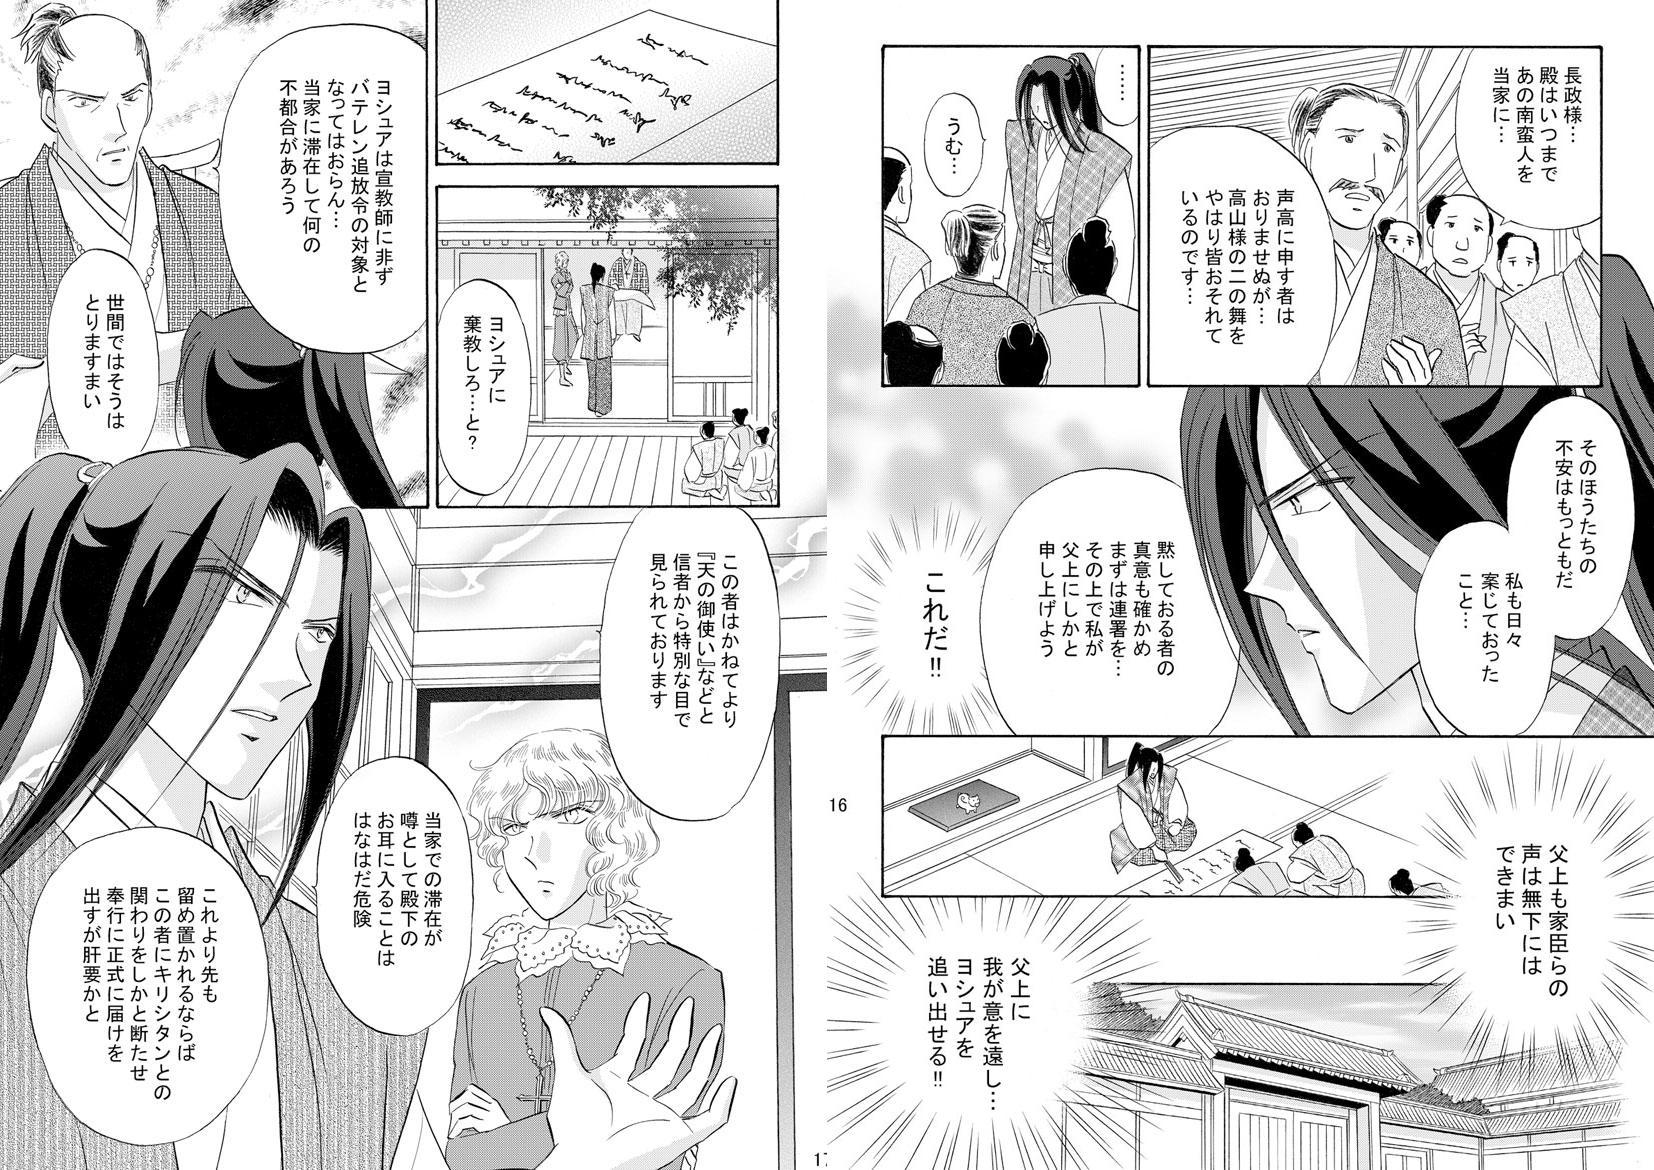 長政様…
殿はいつまで
あの南蛮人を
当家に…
声高に申す者は
おりませぬが…
高山様の二の舞を
やはり皆おそれて
いるのです…
……
うむ…
そのほうたちの
不安はもっともだ
私も日々
案じておった
こと…
黙しておる者の
真意も確かめ
まずは連署を…
その上で私が
父上にしかと
申し上げよう
これだ!!
父上も家臣らの
声は無下には
できまい
父上に
我が意を遠し…
ヨシュアを
追い出せる!!
16
ヨシュアに
棄教しろ…と?
ヨシュアは宣教師に非ず
バテレン追放令の対象と
なってはおらん…
当家に滞在して何の
不都合があろう
世間ではそうは
とりますまい
この者はかねてより
『天の御使い』などと
信者から特別な目で
見られております
当家での滞在が
噂として殿下の
お耳に入ることは
はなはだ危険
これより先も
留め置かれるならば
この者にキリシタンとの
関わりをしかと断たせ
奉行に正式に届けを
出すが肝要かと
17